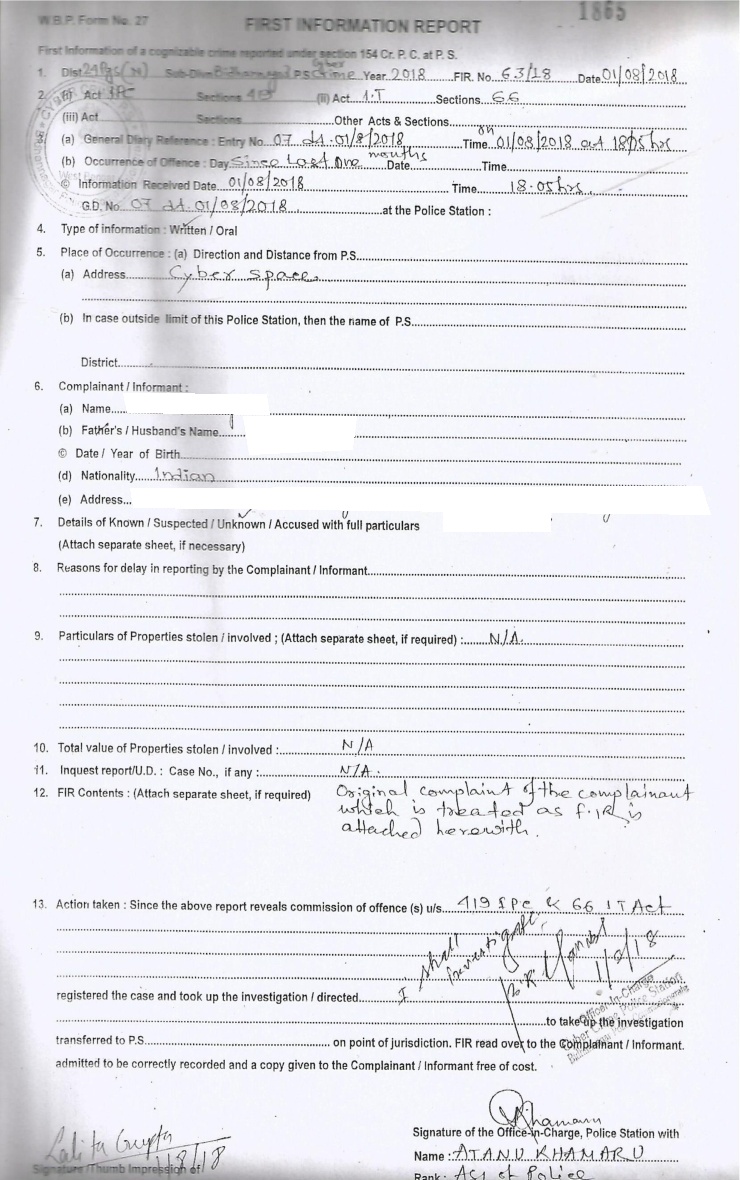 1865
W.B.P. Form No. 27
FIRST INFORMATION REPORT
First Information of a cognizable crime reported under section 154 Cr. P. C. at P. S.
1. Dist 24 Pgs (N) Sub-Divn Bidhannagar P.S. Cyber Crime Year 2018 FIR. No. 63/18 Date 01/08/2018
2. (i) Act IPC Sections 419 (ii) Act I.T Sections 66
(iii) Act Sections Other Acts & Sections
3. (a) General Diary Reference : Entry No. 07 dt. 01/8/2018 Time on 01/08/2018 at 1805 hrs
(b) Occurrence of Offence : Day Since last one months Date Time
© Information Received Date 01/08/2018 Time 18.05 hrs.
G.D. No. 07 dt. 01/08/2018 at the Police Station :
4. Type of information : Written / Oral
5. Place of Occurrence : (a) Direction and Distance from P.S.
(a) Address Cyber space.
(b) In case outside limit of this Police Station, then the name of P.S.
District
6. Complainant / Informant :
(a) Name
(b) Father's / Husband's Name
© Date / Year of Birth
(d) Nationality Indian
(e) Address
7. Details of Known / Suspected / Unknown / Accused with full particulars
(Attach separate sheet, if necessary)
8. Reasons for delay in reporting by the Complainant / Informant
9. Particulars of Properties stolen / involved ; (Attach separate sheet, if required) : N/A.
10. Total value of Properties stolen / involved : N/A
11. Inquest report/U.D. : Case No., if any : N/A.
12. FIR Contents : (Attach separate sheet, if required) Original complaint of the complainant
which is treated as F.I.R is
attached herewith.
13. Action taken : Since the above report reveals commission of offence (s) u/s. 419 IPC & 66 IT Act
I shall
investigate
1/8/18
registered the case and took up the investigation / directed
Officer-In-Charge
Cyber Crime Police Station
to take up the investigation
transferred to P.S. on point of jurisdiction. FIR read over to the Complainant / Informant.
admitted to be correctly recorded and a copy given to the Complainant / Informant free of cost.
Khamaru
Signature of the Office-in-Charge, Police Station with
Lalita Gupta
1/8/18
Name : ATANU KHAMARU
Signature/Thumb Impression of
Rank : ACs of Police